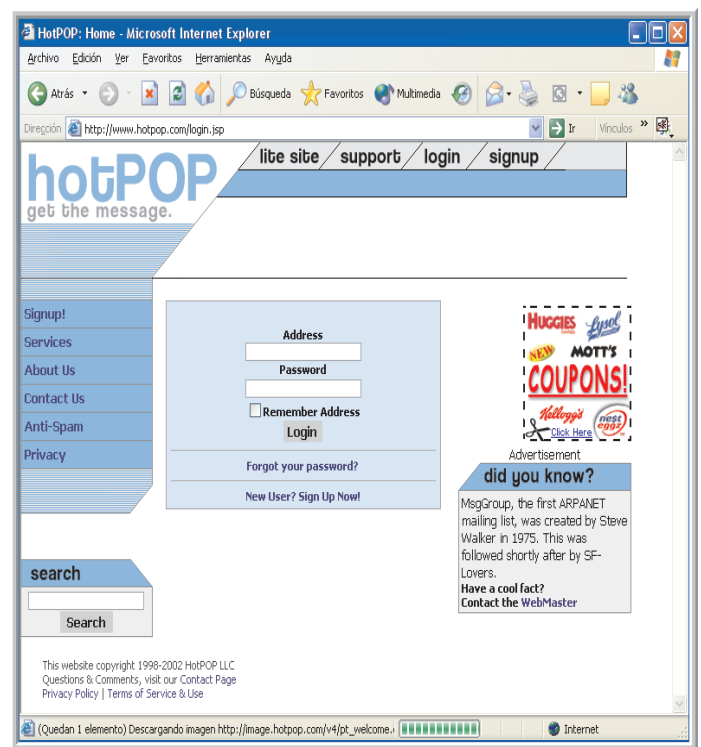 HotPOP: Home - Microsoft Internet Explorer
Archivo Edición Ver Favoritos Herramientas Ayuda
Atrás Búsqueda Favoritos Multimedia
Dirección http://www.hotpop.com/login.jsp Ir Vínculos »
hotPOP
get the message.
lite site support login signup
Signup!
Services
About Us
Contact Us
Anti-Spam
Privacy
search
Search
Address
Password
Remember Address
Login
Forgot your password?
New User? Sign Up Now!
HUGGIES Lysol
NEW MOTT'S
COUPONS!
Kellogg's nest eggz
Click Here
Advertisement
did you know?
MsgGroup, the first ARPANET
mailing list, was created by Steve
Walker in 1975. This was
followed shortly after by SF-
Lovers.
Have a cool fact?
Contact the WebMaster
This website copyright 1998-2002 HotPOP LLC
Questions & Comments, visit our Contact Page
Privacy Policy | Terms of Service & Use
(Quedan 1 elemento) Descargando imagen http://image.hotpop.com/v4/pt_welcome. Internet